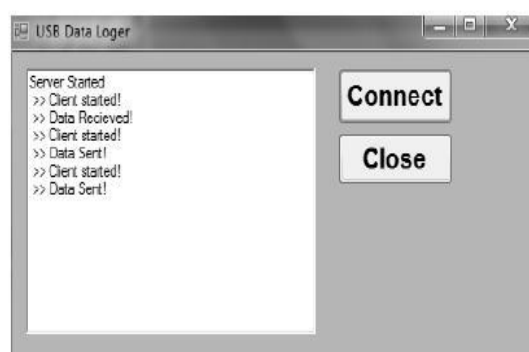 USB Data Loger
Server Started
>> Client started!
>> Data Recieved!
>> Client started!
>> Data Sent!
>> Client started!
>> Data Sent!
Connect
Close